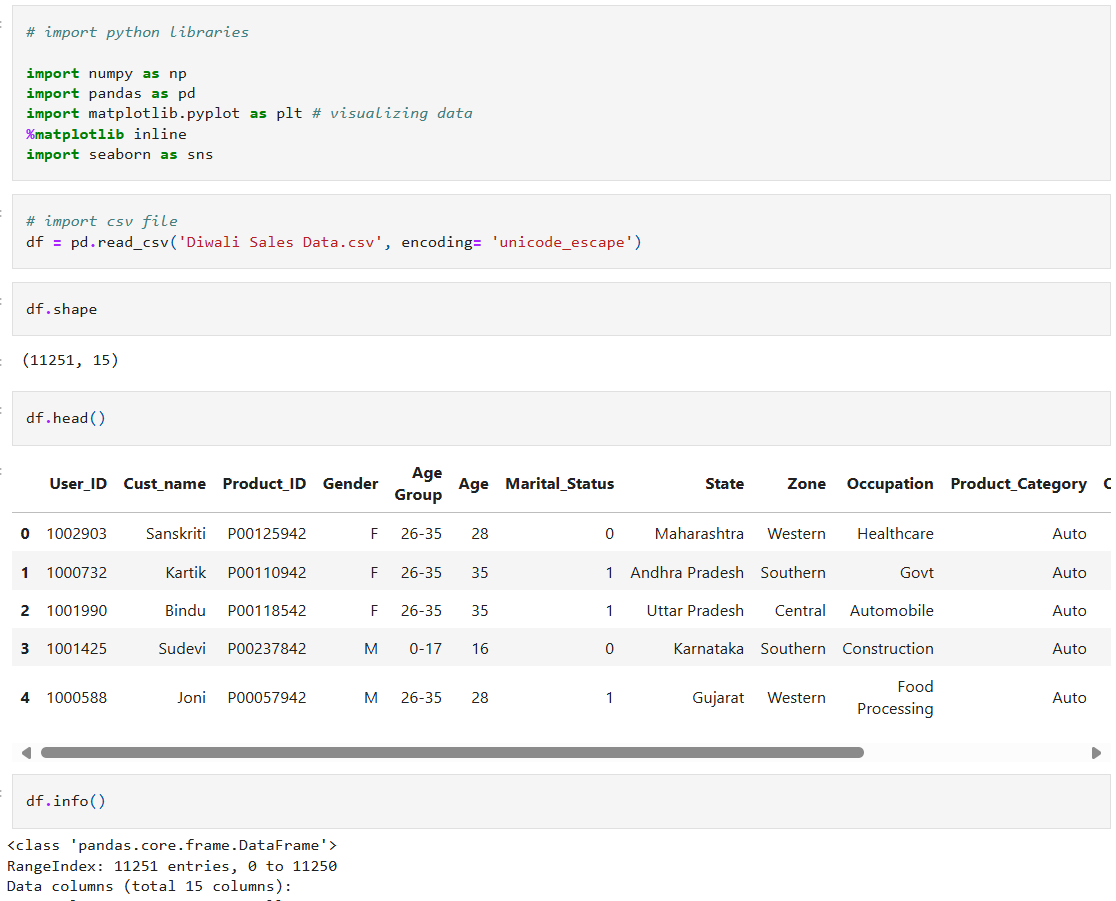 # import python libraries
import numpy as np
import pandas as pd
import matplotlib.pyplot as plt # visualizing data
%matplotlib inline
import seaborn as sns
# import csv file
df = pd.read_csv('Diwali Sales Data.csv', encoding= 'unicode_escape')
df.shape
(11251, 15)
df.head()
User_ID Cust_name Product_ID Gender Age Group Age Marital_Status State Zone Occupation Product_Category
0 1002903 Sanskriti P00125942 F 26-35 28 0 Maharashtra Western Healthcare Auto
1 1000732 Kartik P00110942 F 26-35 35 1 Andhra Pradesh Southern Govt Auto
2 1001990 Bindu P00118542 F 26-35 35 1 Uttar Pradesh Central Automobile Auto
3 1001425 Sudevi P00237842 M 0-17 16 0 Karnataka Southern Construction Auto
4 1000588 Joni P00057942 M 26-35 28 1 Gujarat Western Food Processing Auto
df.info()
<class 'pandas.core.frame.DataFrame'>
RangeIndex: 11251 entries, 0 to 11250
Data columns (total 15 columns):